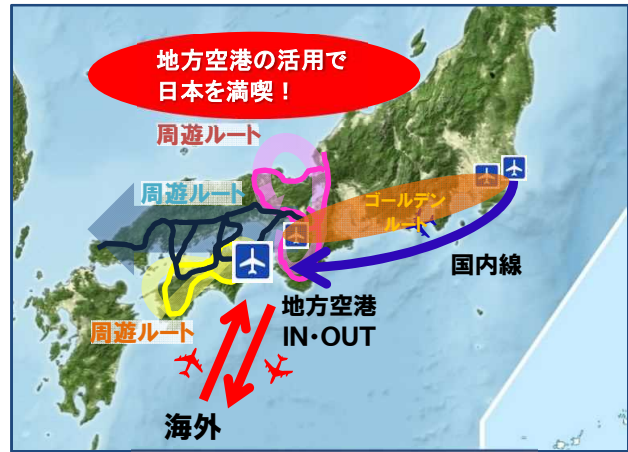 地方空港の活用で
日本を満喫！
周遊ルート
周遊ルート
ゴールデン
ルート
国内線
地方空港
IN・OUT
周遊ルート
海外